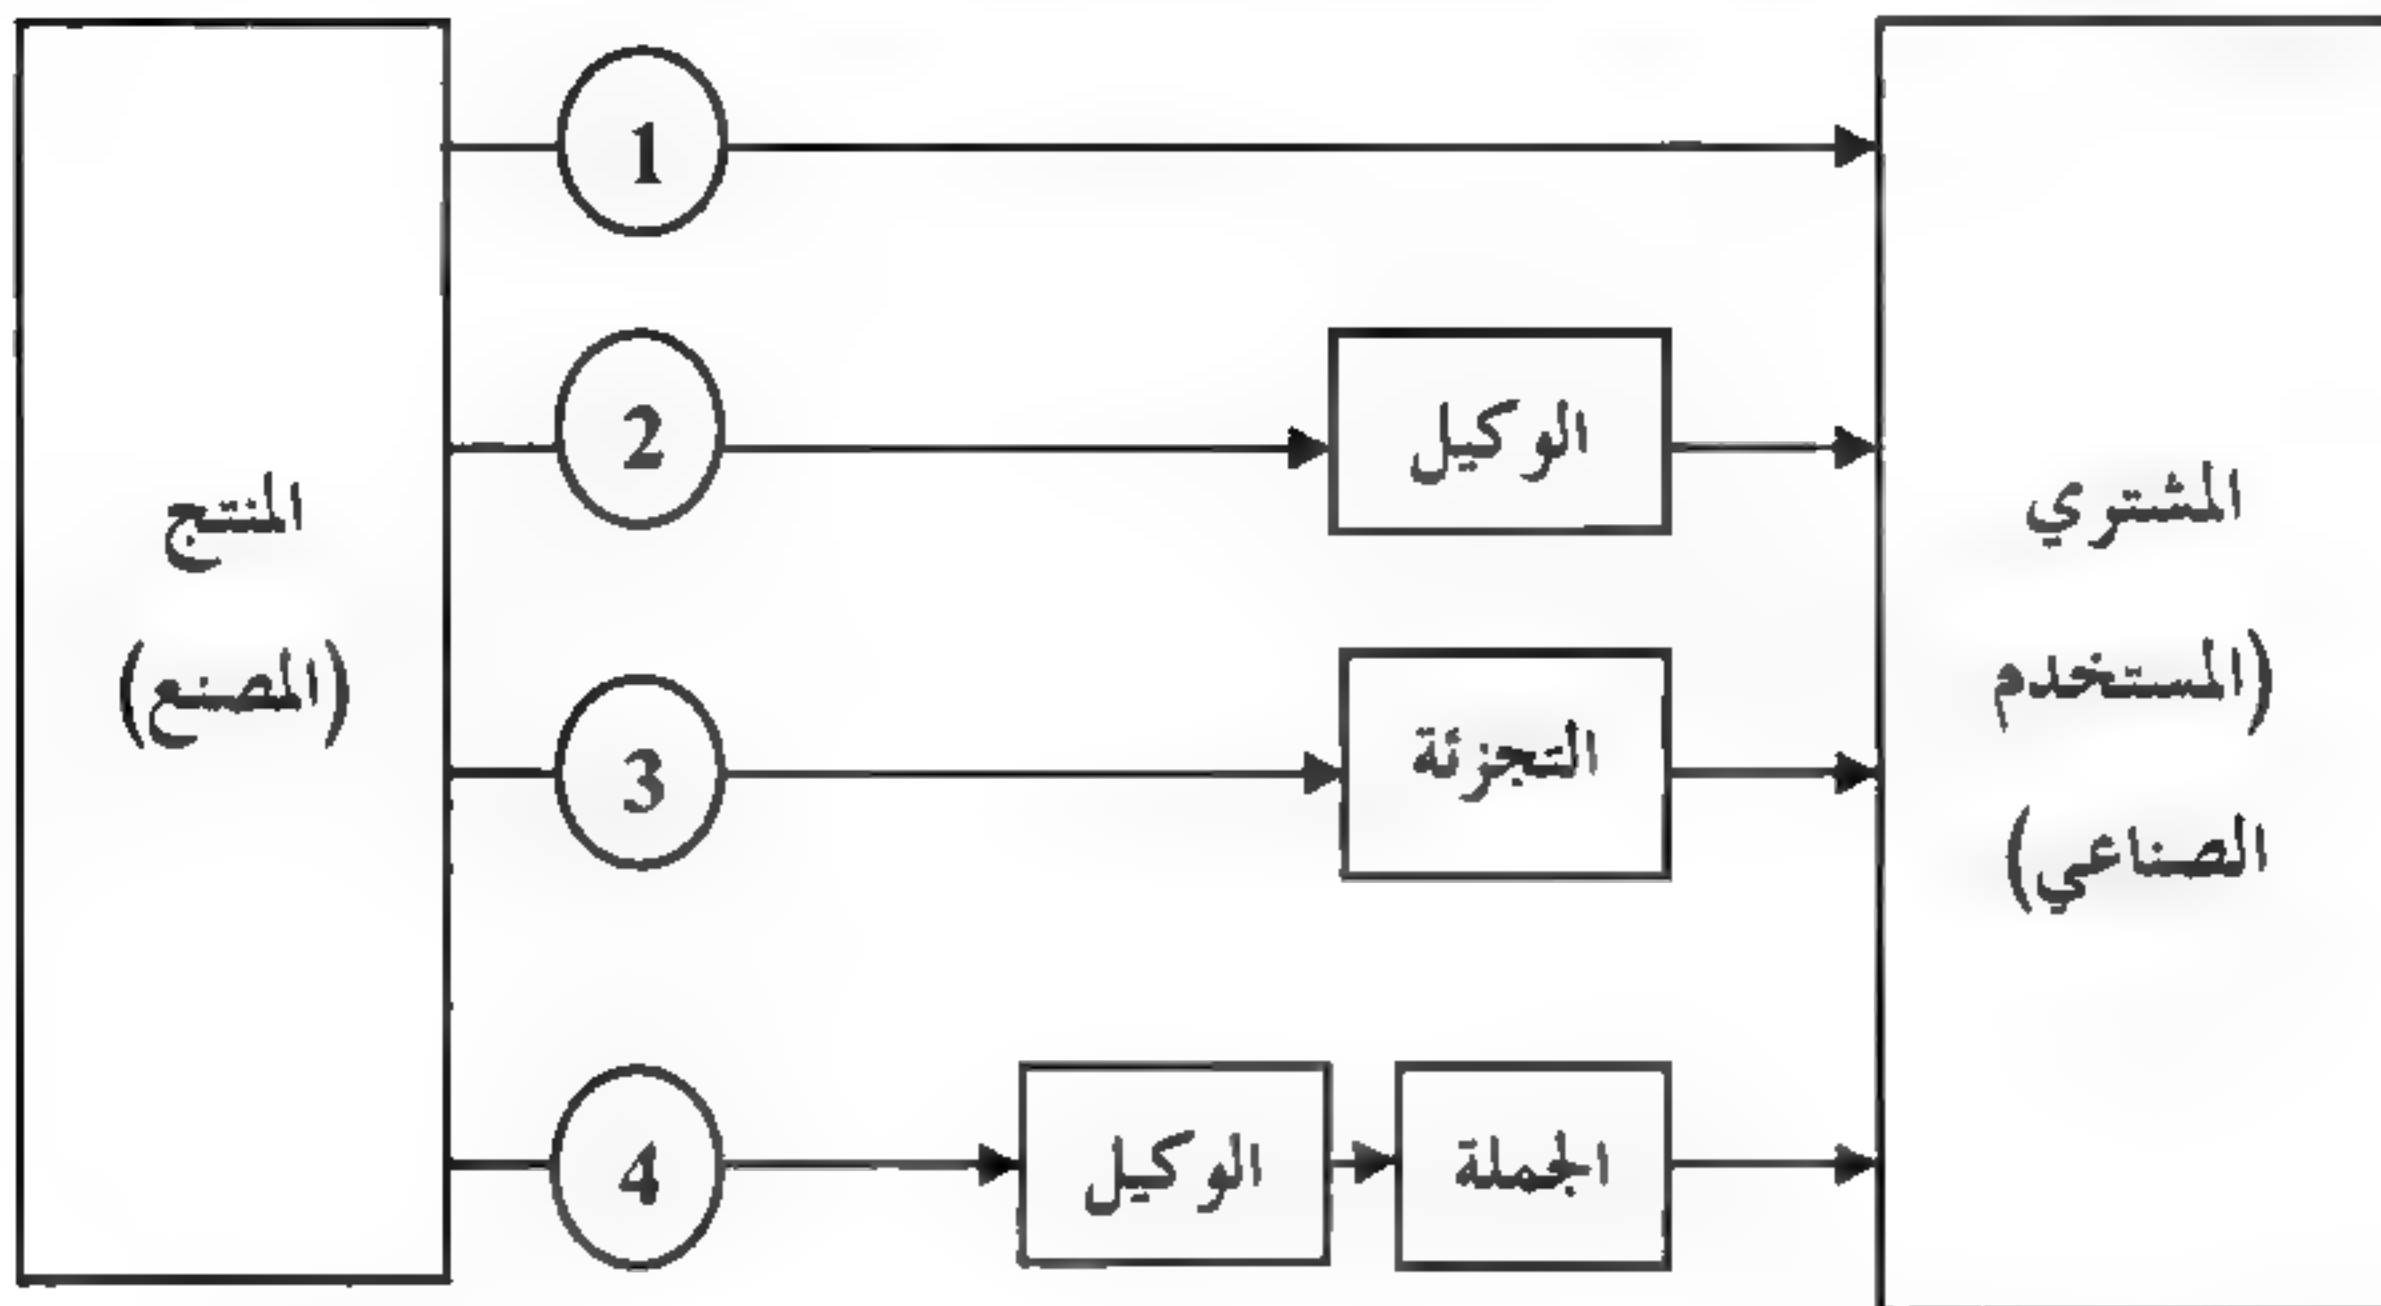 المنتج
(المصنع)
1
2
الوكيل
3
التجزئة
4
الوكيل
الجملة
المشتري
(المستخدم
الصناعي)